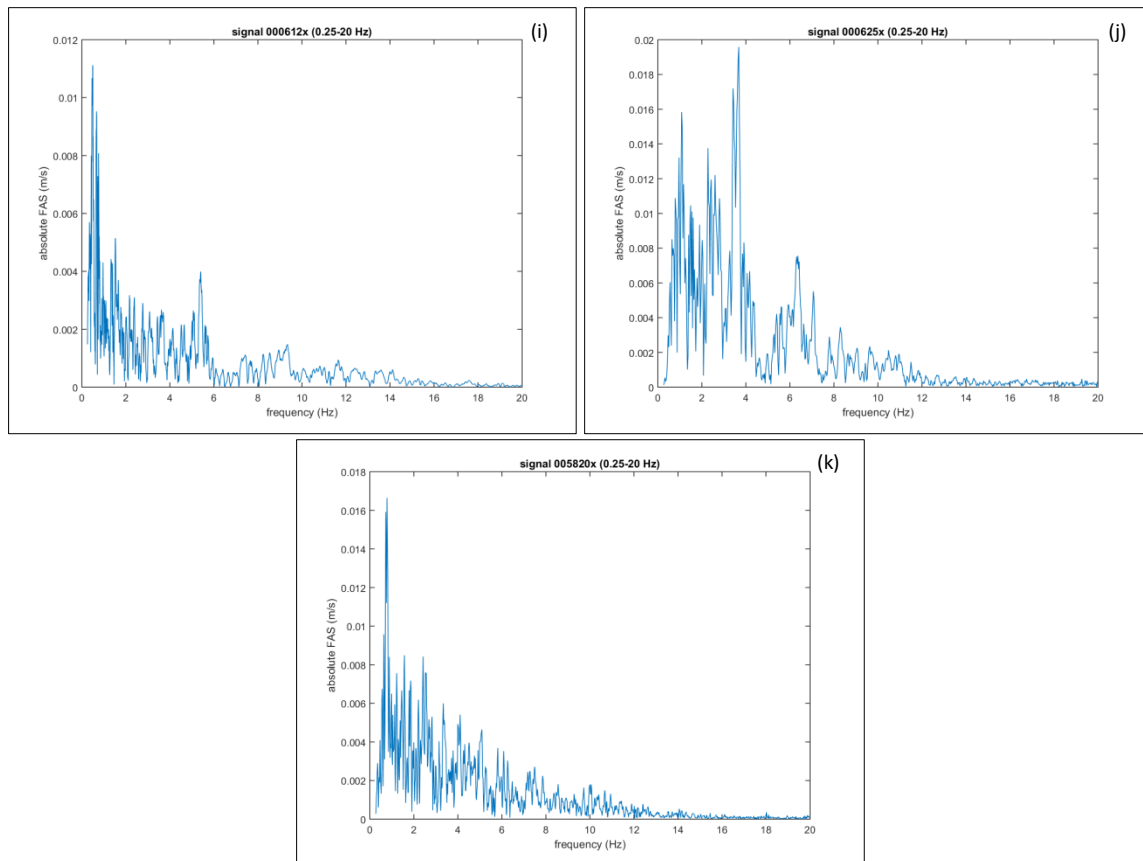 signal 000612x (0.25-20 Hz)
(i)
absolute FAS (m/s)
0.012
0.01
0.008
0.006
0.004
0.002
0
0 2 4 6 8 10 12 14 16 18 20
frequency (Hz)
signal 000625x (0.25-20 Hz)
(j)
absolute FAS (m/s)
0.02
0.018
0.016
0.014
0.012
0.01
0.008
0.006
0.004
0.002
0
0 2 4 6 8 10 12 14 16 18 20
frequency (Hz)
signal 005820x (0.25-20 Hz)
(k)
absolute FAS (m/s)
0.018
0.016
0.014
0.012
0.01
0.008
0.006
0.004
0.002
0
0 2 4 6 8 10 12 14 16 18 20
frequency (Hz)